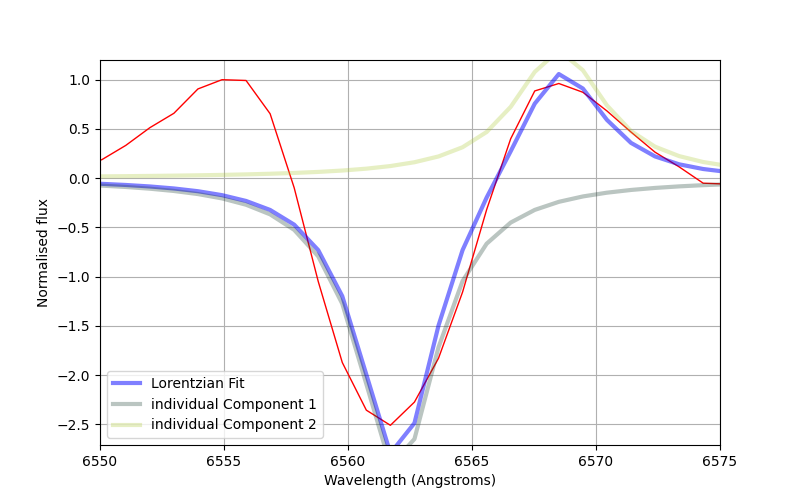 1.0
0.5
0.0
−0.5
−1.0
−1.5
−2.0
−2.5
Normalised flux
Lorentzian Fit
individual Component 1
individual Component 2
6550 6555 6560 6565 6570 6575
Wavelength (Angstroms)